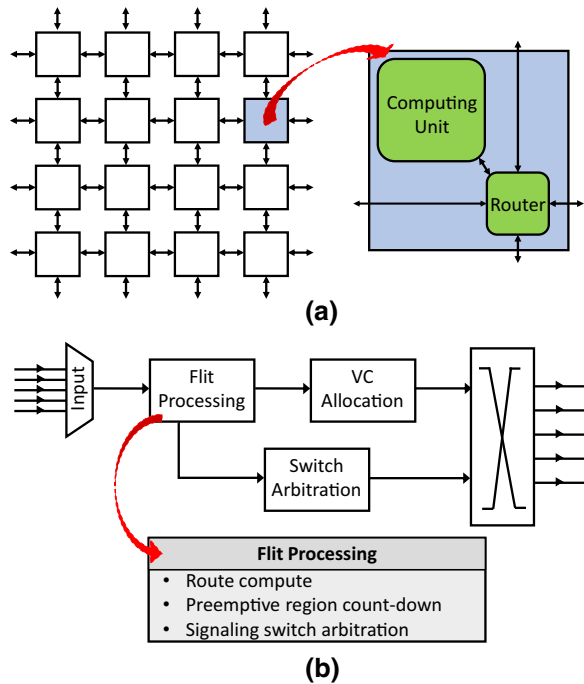 Computing
Unit
Router
(a)
Input
Flit
Processing
VC
Allocation
Switch
Arbitration
Flit Processing
• Route compute
• Preemptive region count-down
• Signaling switch arbitration
(b)